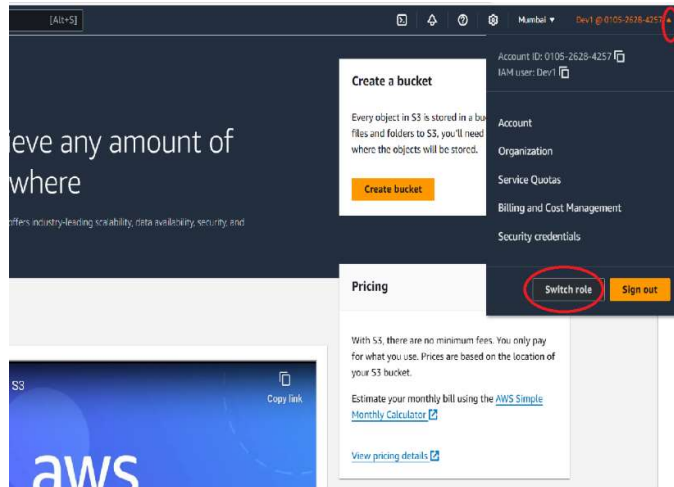 [Alt+S]
Mumbai
Dev1 @ 0105-2628-4257
Account ID: 0105-2628-4257
IAM user: Dev1
Account
Organization
Service Quotas
Billing and Cost Management
Security credentials
Switch role
Sign out
ieve any amount of
where
offers industry-leading scalability, data availability, security, and
Create a bucket
Every object in S3 is stored in a bu
files and folders to S3, you'll need
where the objects will be stored.
Create bucket
Pricing
With S3, there are no minimum fees. You only pay
for what you use. Prices are based on the location of
your S3 bucket.
Estimate your monthly bill using the AWS Simple
Monthly Calculator
View pricing details
S3
Copy link
aws